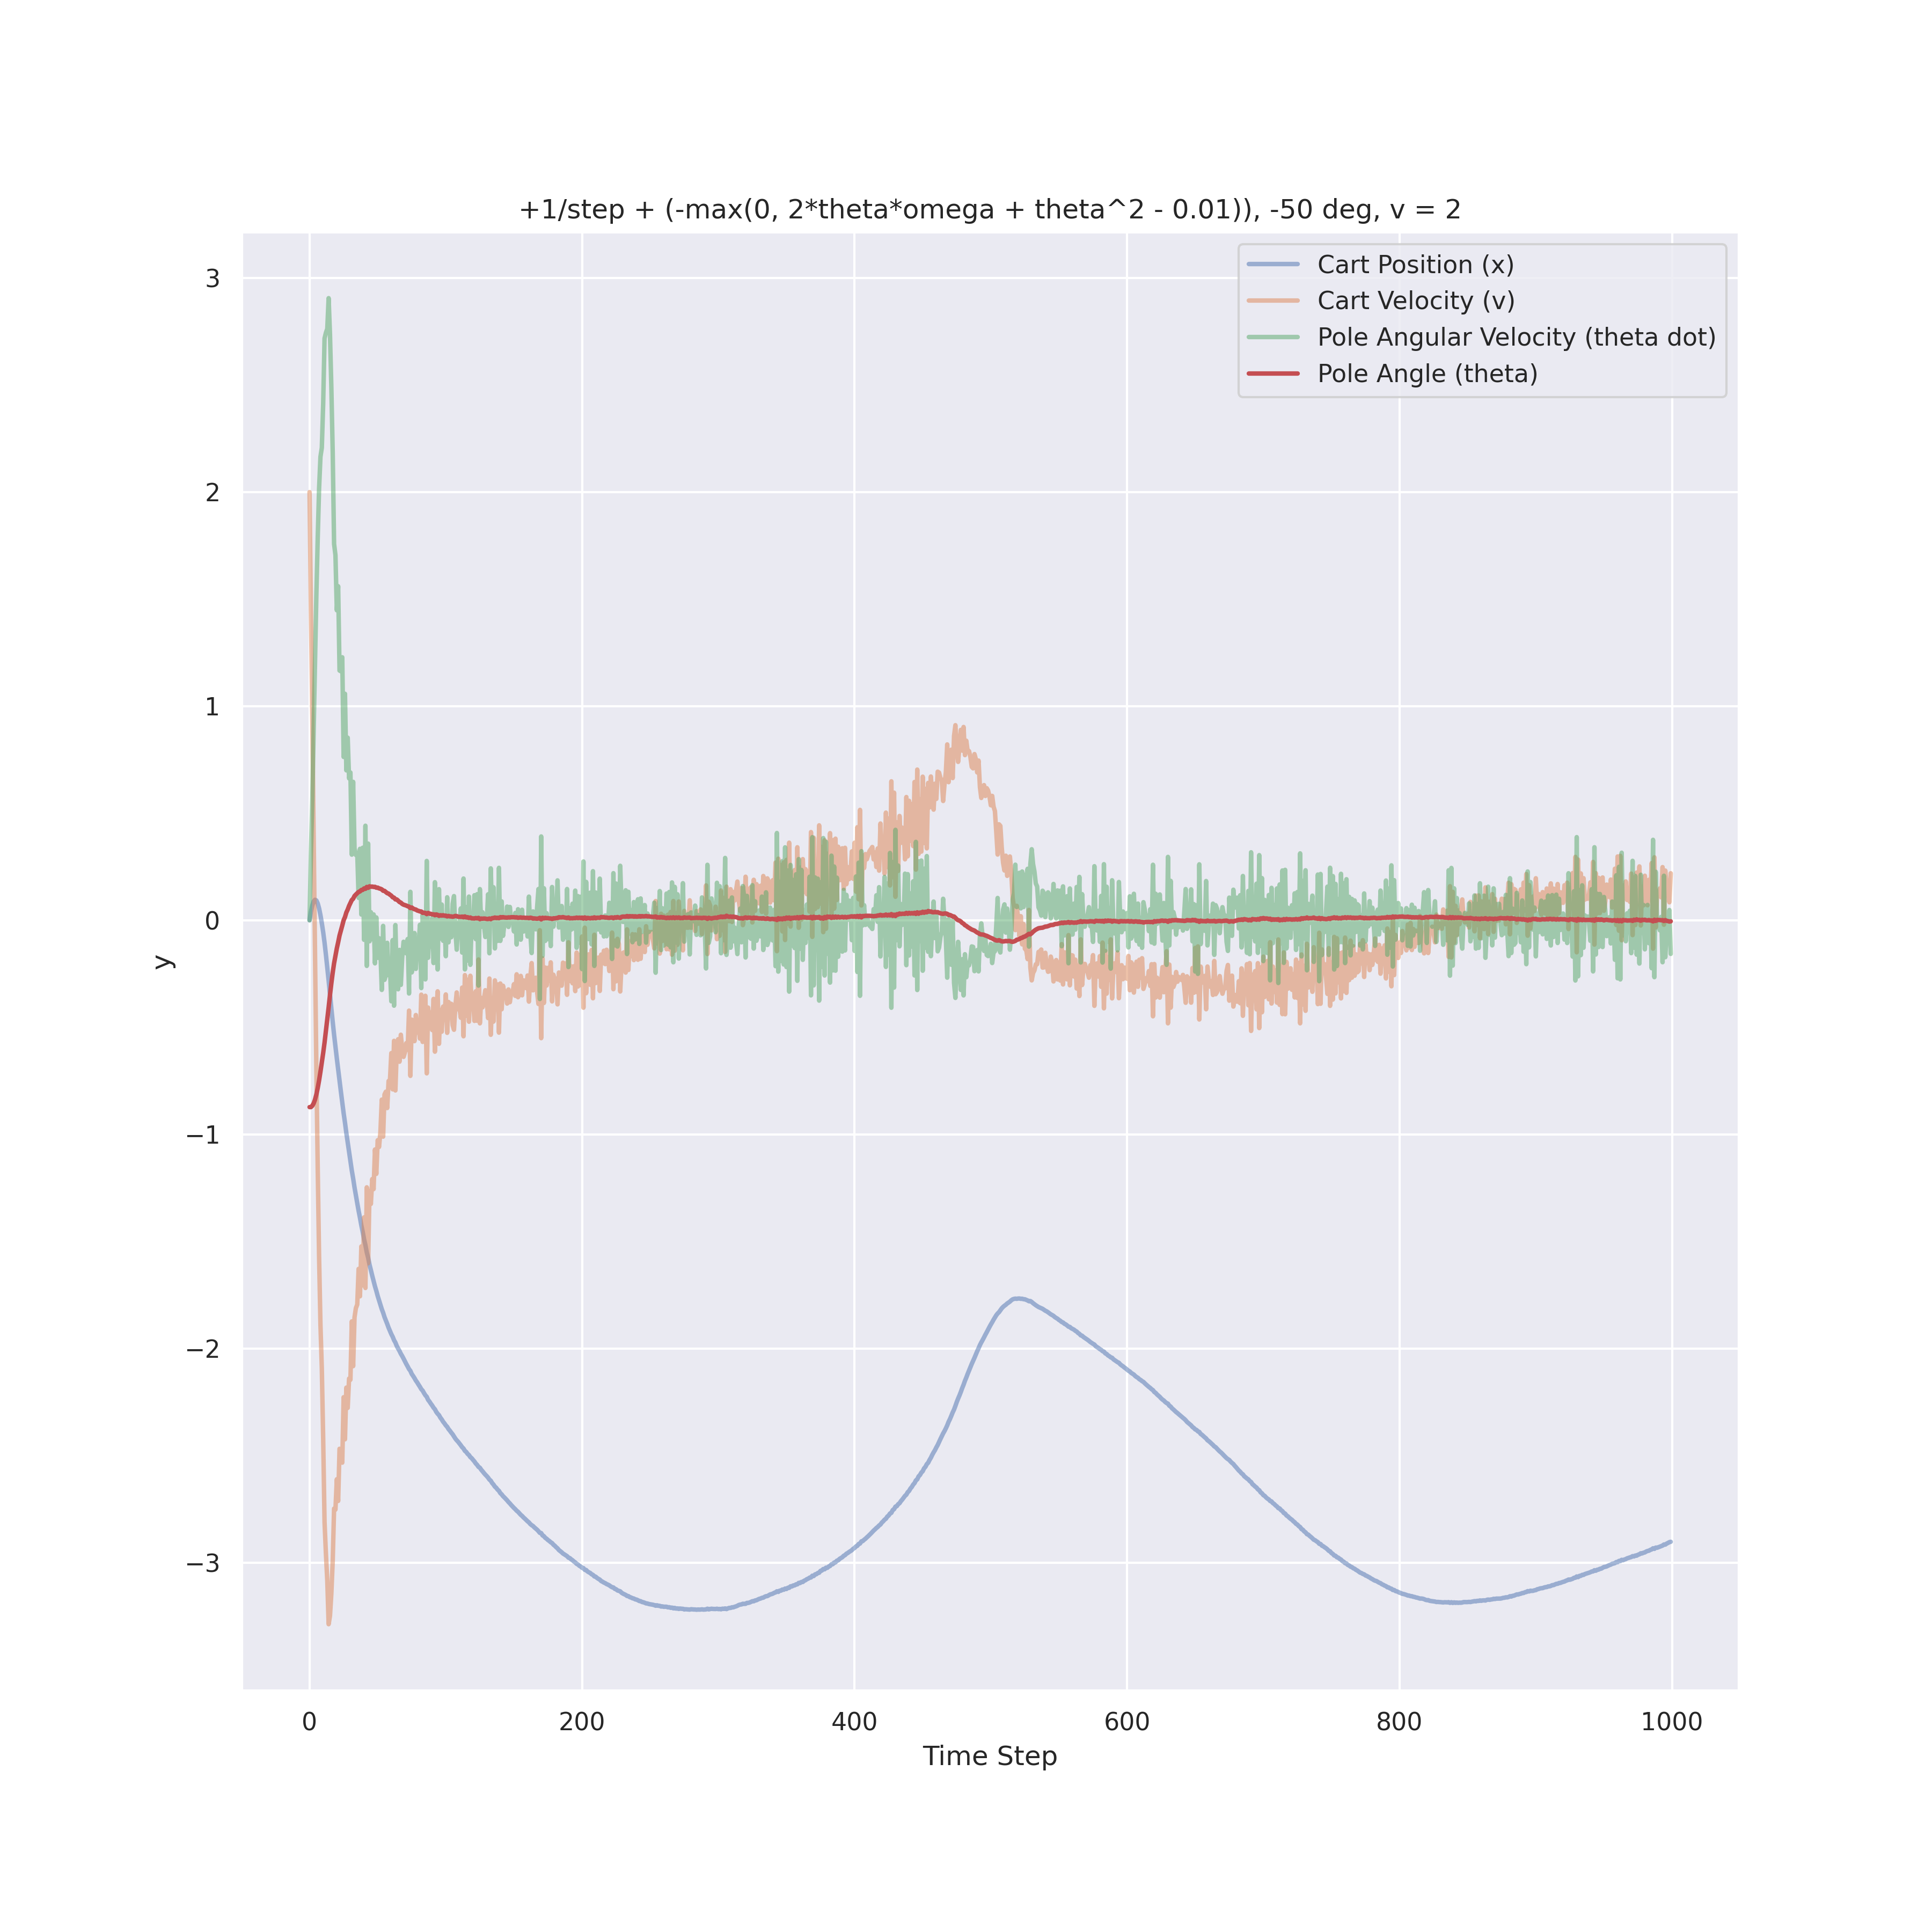 +1/step + (-max(0, 2*theta*omega + theta^2 - 0.01)), -50 deg, v = 2
Cart Position (x)
Cart Velocity (v)
Pole Angular Velocity (theta dot)
Pole Angle (theta)
3
2
1
0
−1
−2
−3
y
0 200 400 600 800 1000
Time Step